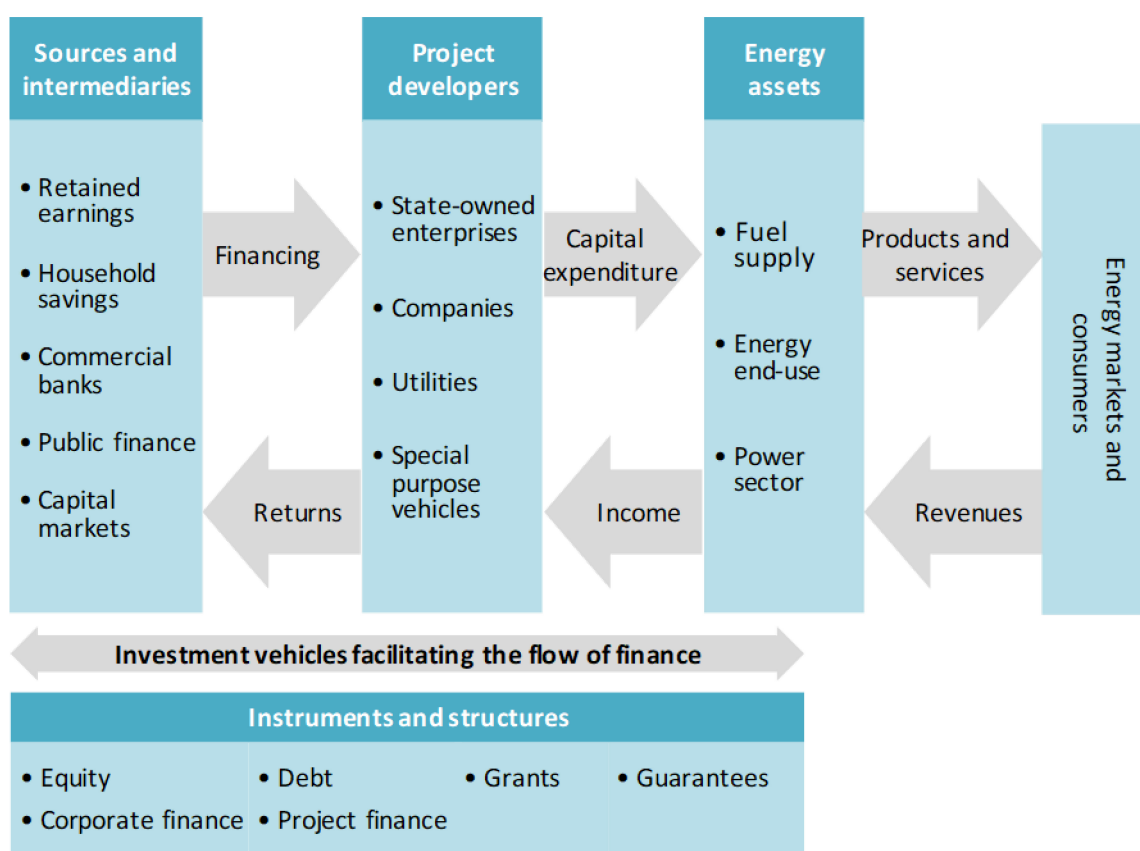 Sources and
intermediaries
• Retained
earnings
• Household
savings
• Commercial
banks
• Public finance
• Capital
markets
Financing
Returns
Project
developers
• State-owned
enterprises
• Companies
• Utilities
• Special
purpose
vehicles
Capital
expenditure
Income
Energy
assets
• Fuel
supply
• Energy
end-use
• Power
sector
Products and
services
Revenues
Energy markets and
consumers
Investment vehicles facilitating the flow of finance
Instruments and structures
• Equity
• Debt
• Grants
• Guarantees
• Corporate finance
• Project finance